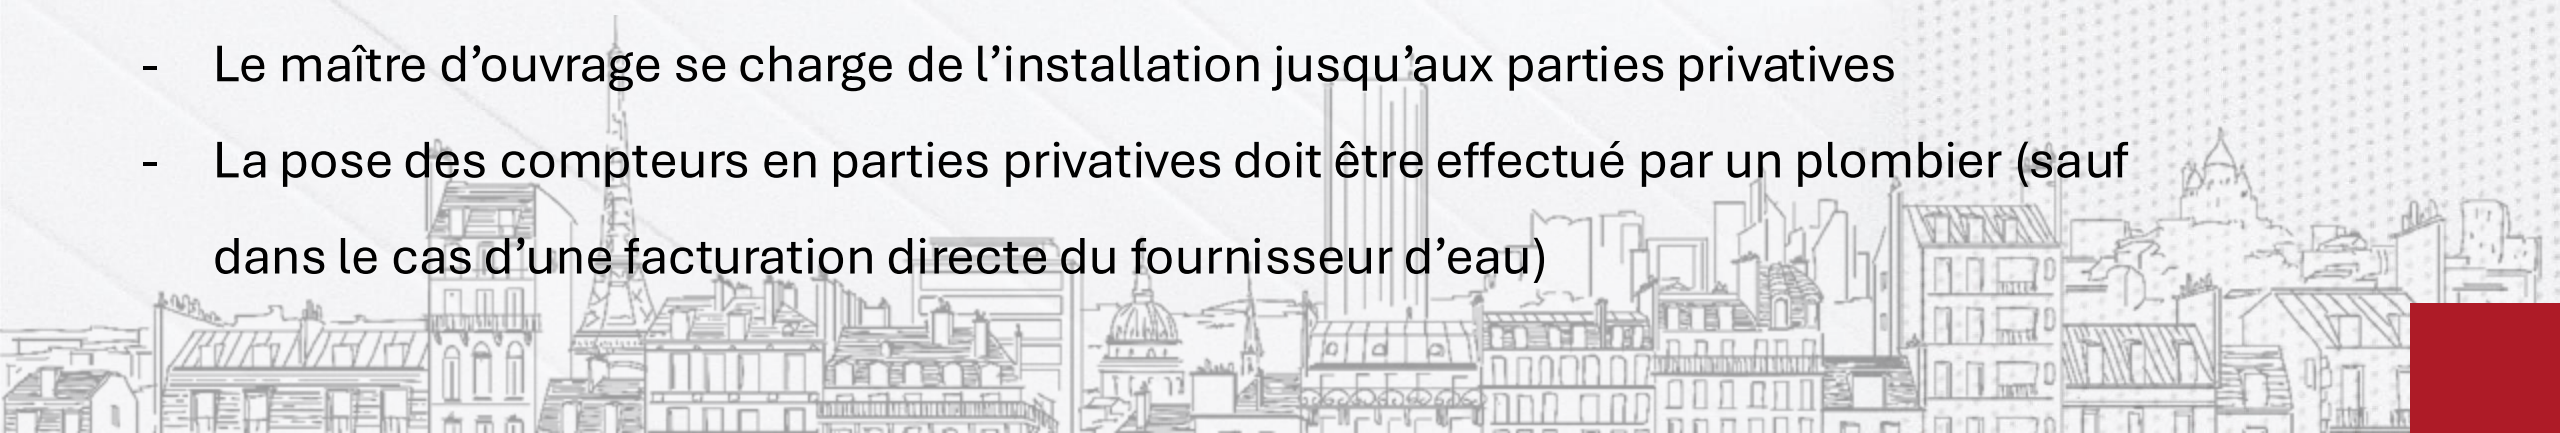 - Le maître d’ouvrage se charge de l’installation jusqu’aux parties privatives
- La pose des compteurs en parties privatives doit être effectué par un plombier (sauf
dans le cas d’une facturation directe du fournisseur d’eau)